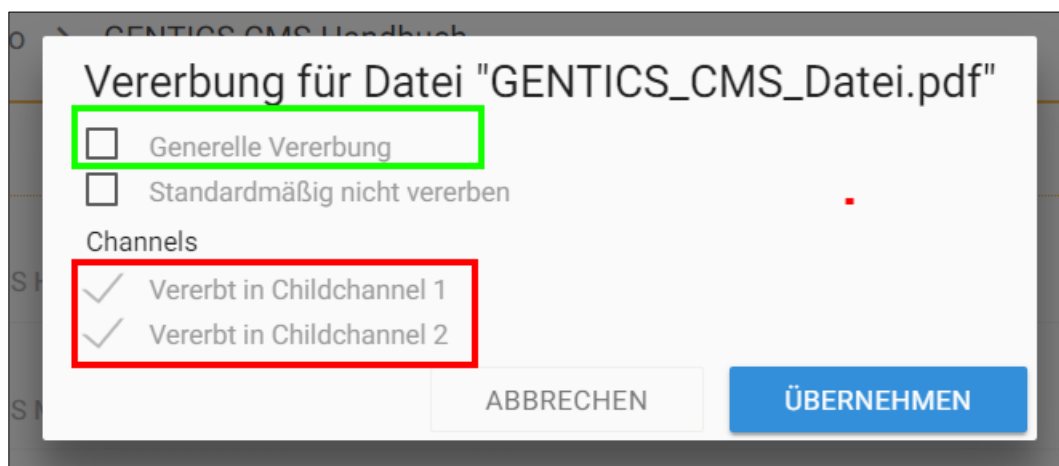 GENTICS CMS Handbuch
Vererbung für Datei "GENTICS_CMS_Datei.pdf"
Generelle Vererbung
Standardmäßig nicht vererben
Channels
Vererbt in Childchannel 1
Vererbt in Childchannel 2
ABBRECHEN
ÜBERNEHMEN